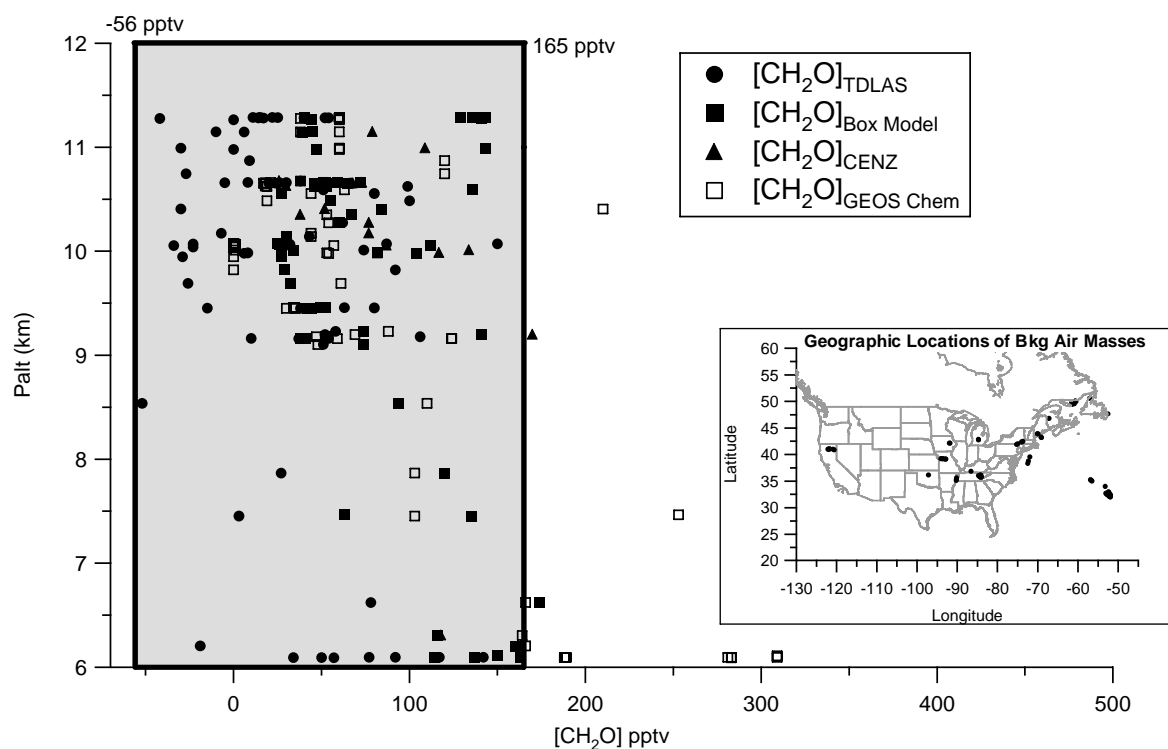 -56 pptv
165 pptv
12
11
10
9
8
7
6
Palt (km)
0
100
200
300
400
500
[CH2O] pptv
[CH2O]TDLAS
[CH2O]Box Model
[CH2O]CENZ
[CH2O]GEOS Chem
Geographic Locations of Bkg Air Masses
60
55
50
45
40
35
30
25
20
Latitude
-130 -120 -110 -100 -90 -80 -70 -60 -50
Longitude